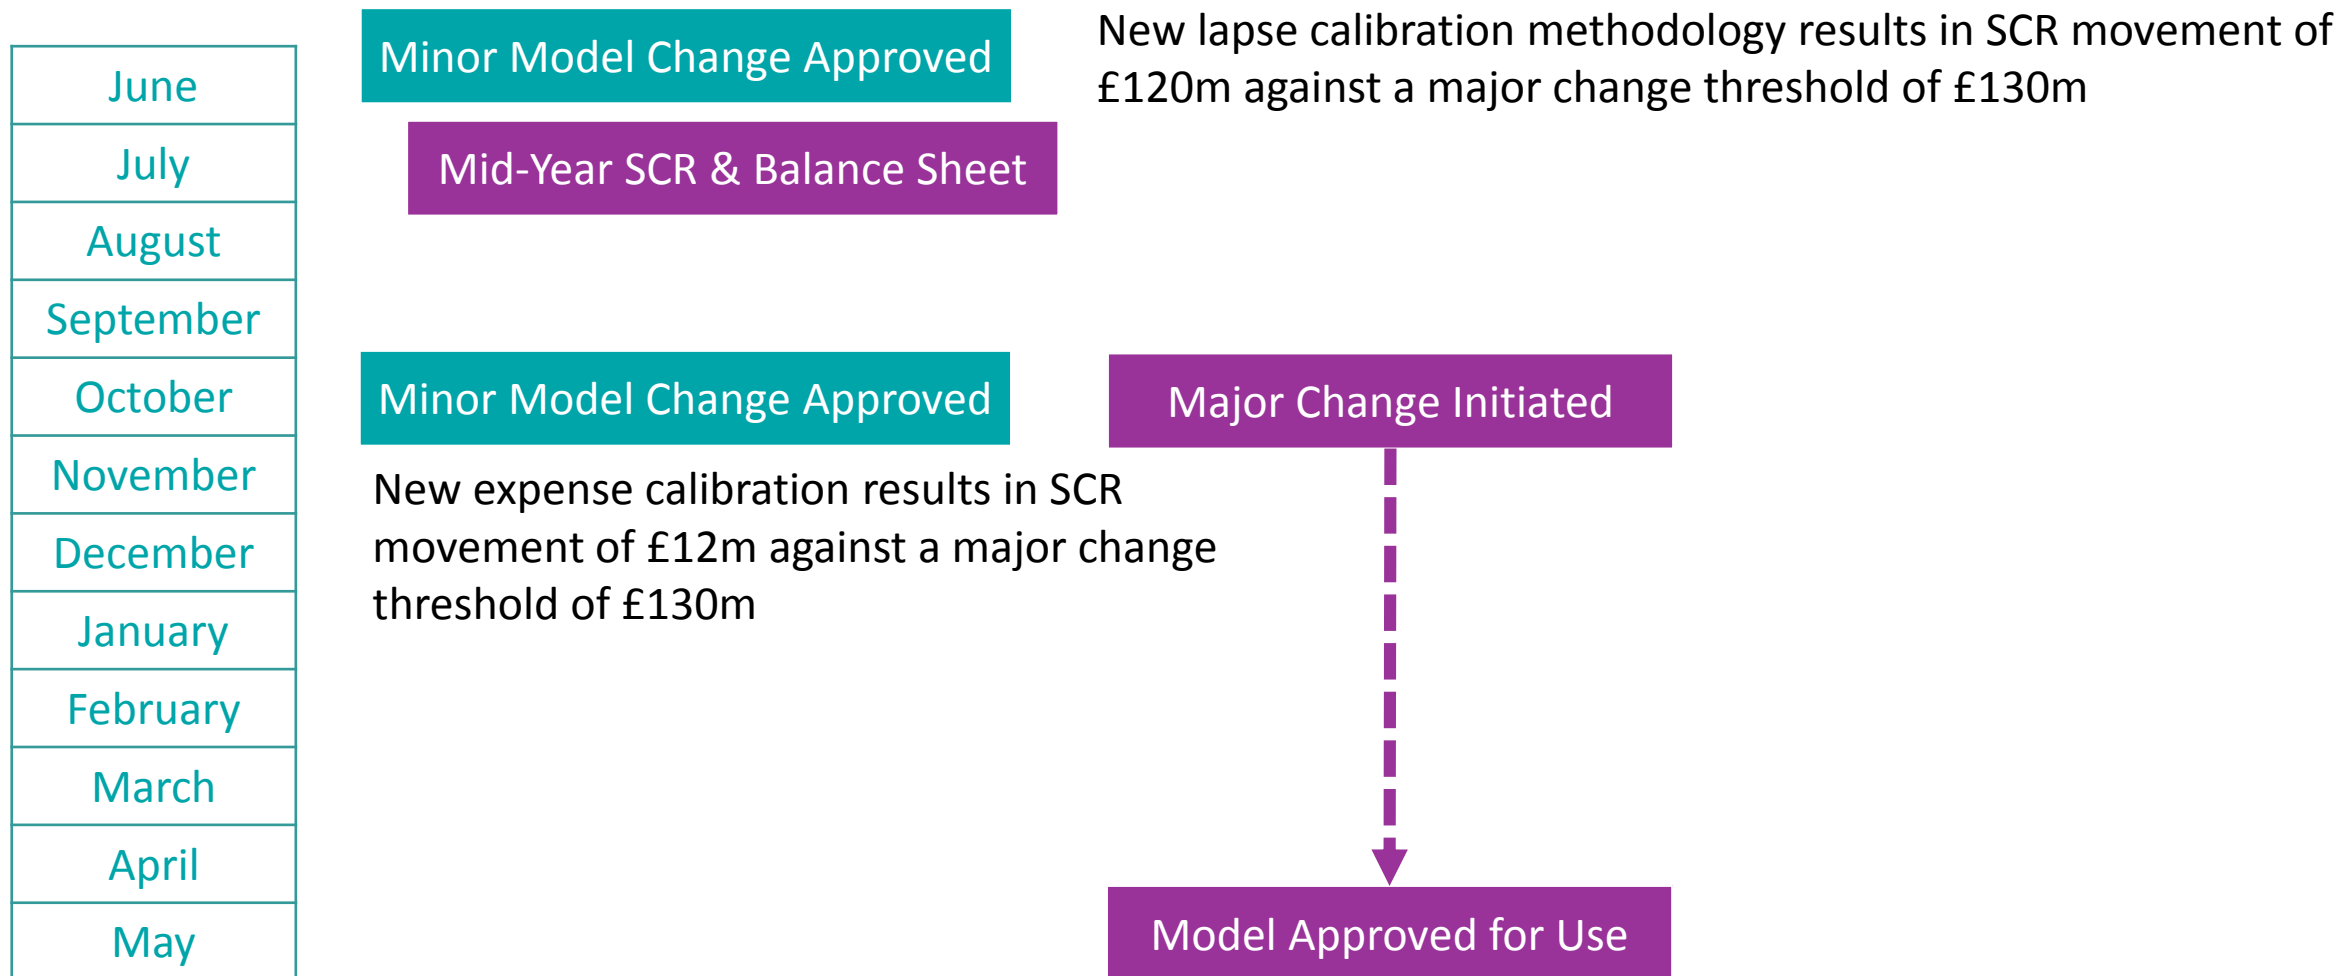 June
July
August
September
October
November
December
January
February
March
April
May
Minor Model Change Approved
New lapse calibration methodology results in SCR movement of
£120m against a major change threshold of £130m
Mid-Year SCR & Balance Sheet
Minor Model Change Approved
Major Change Initiated
New expense calibration results in SCR
movement of £12m against a major change
threshold of £130m
Model Approved for Use